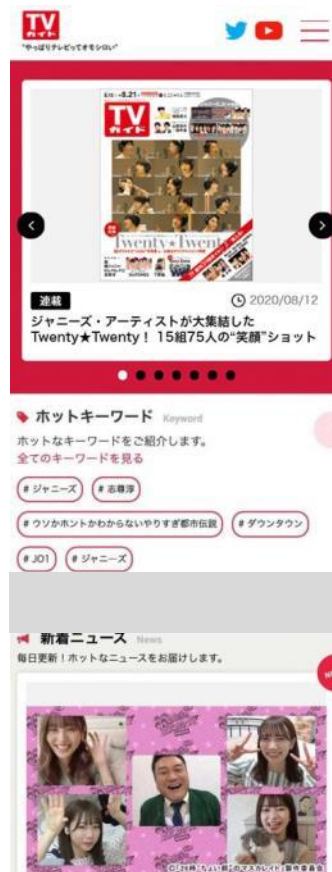 TV
ガイド
"やっぱりテレビってオモシロい"
8.21
TV
ガイド
Twenty★Twenty
連載
2020/08/12
ジャニーズ・アーティストが大集結した
Twenty★Twenty！ 15組75人の“笑顔”ショット
ホットキーワード Keyword
ホットなキーワードをご紹介します。
全てのキーワードを見る
# ジャニーズ # 志尊淳
# ウソかホントかわからないやりすぎ都市伝説 # ダウンタウン
# JO1 # ジャニーズ
新着ニュース News
毎日更新！ホットなニュースをお届けします。